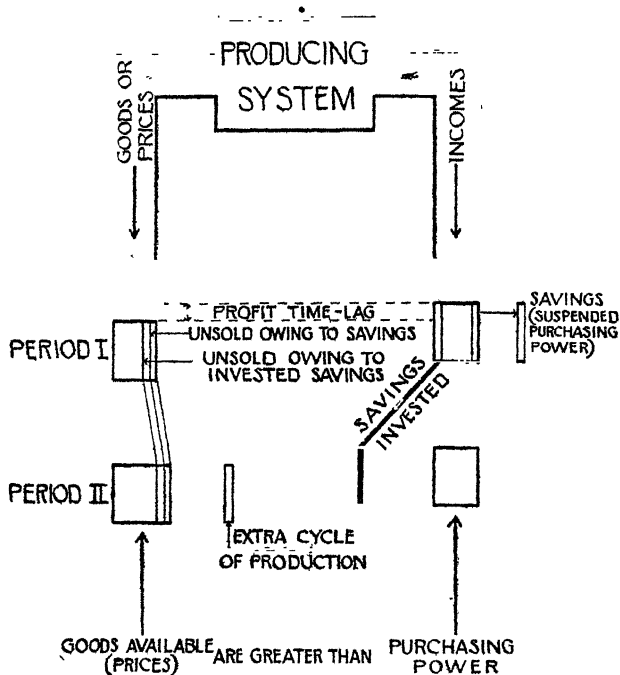 PRODUCING
SYSTEM
GOODS OR
PRICES
INCOMES
PROFIT TIME-LAG
SAVINGS
(SUSPENDED
PURCHASING
POWER)
UNSOLD OWING TO SAVINGS
PERIOD I
UNSOLD OWING TO
INVESTED SAVINGS
SAVINGS
INVESTED
PERIOD II
EXTRA CYCLE
OF PRODUCTION
GOODS AVAILABLE
(PRICES)
ARE GREATER THAN
PURCHASING
POWER